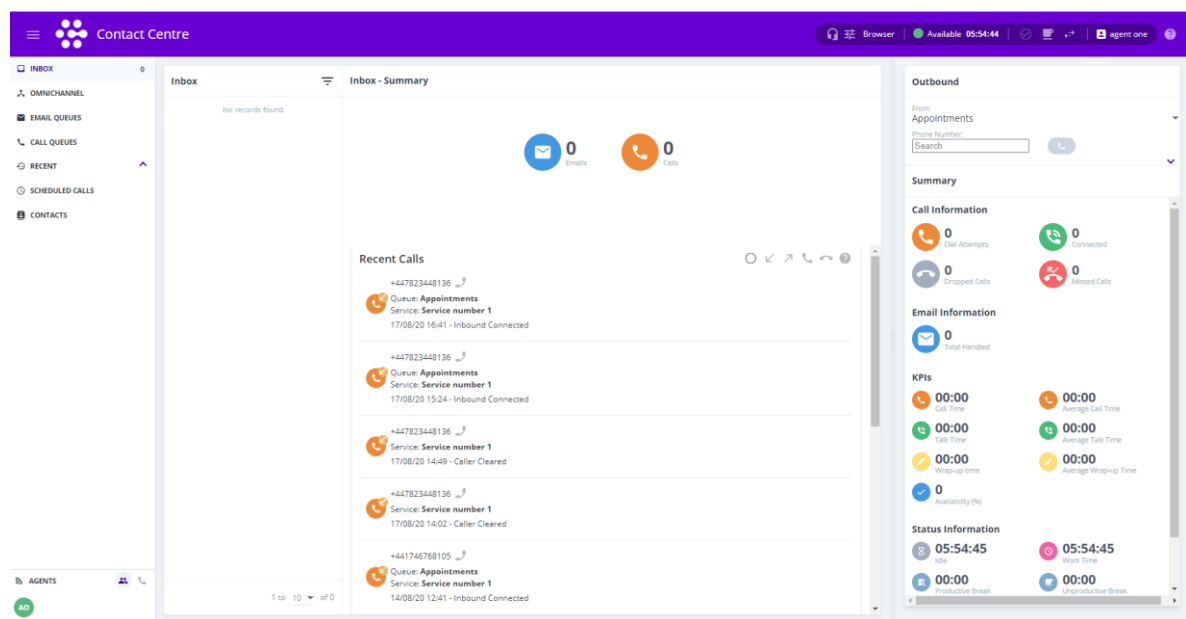 Contact Centre
Browser
Available 05:54:44
agent one
INBOX 0
OMNICHANNEL
EMAIL QUEUES
CALL QUEUES
RECENT
SCHEDULED CALLS
CONTACTS
AGENTS
AO
Inbox
No records found
1 to 10 of 0
Inbox - Summary
0 Emails
0 Calls
Recent Calls
+447823448136
Queue: Appointments
Service: Service number 1
17/08/20 16:41 - Inbound Connected
+447823448136
Queue: Appointments
Service: Service number 1
17/08/20 15:24 - Inbound Connected
+447823448136
Service: Service number 1
17/08/20 14:49 - Caller Cleared
+447823448136
Service: Service number 1
17/08/20 14:02 - Caller Cleared
+441746768105
Queue: Appointments
Service: Service number 1
14/08/20 12:41 - Inbound Connected
Outbound
From:
Appointments
Phone Number:
Search
Summary
Call Information
0 Dial Attempts
0 Connected
0 Dropped Calls
0 Missed Calls
Email Information
0 Total Handled
KPIs
00:00 Call Time
00:00 Average Call Time
00:00 Talk Time
00:00 Average Talk Time
00:00 Wrap-up time
00:00 Average Wrap-up Time
0 Availability (%)
Status Information
05:54:45 Idle
05:54:45 Work Time
00:00 Productive Break
00:00 Unproductive Break